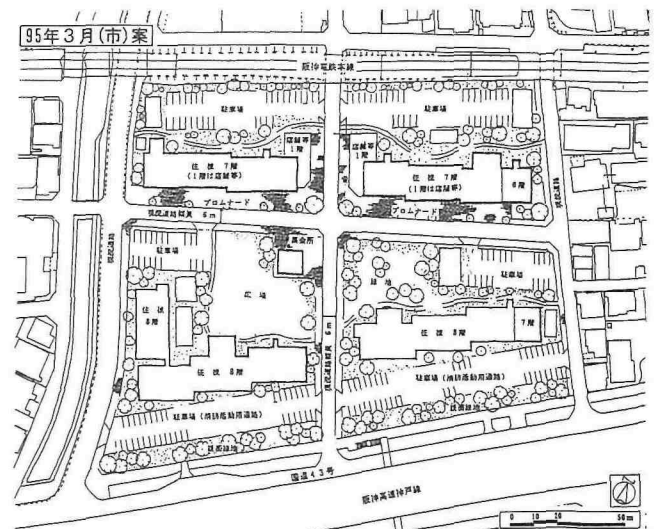 95年3月(市)案
阪神電鉄本線
駐車場
駐車場
店舗等
1階
店舗等
1階
住棟 7階
(1階は店舗等)
住棟 7階
(1階は店舗等)
6階
プロムナード
プロムナード
現況道路幅員 6m
現況道路
現況道路
駐車場
集会所
広場
緑地
駐車場
住棟
8階
現況道路幅員 6m
住棟 8階
住棟 8階
7階
駐車場(消防活動用通路)
駐車場(消防活動用通路)
緑地
国道43号
阪神高速神戸線
0 10 20 50m